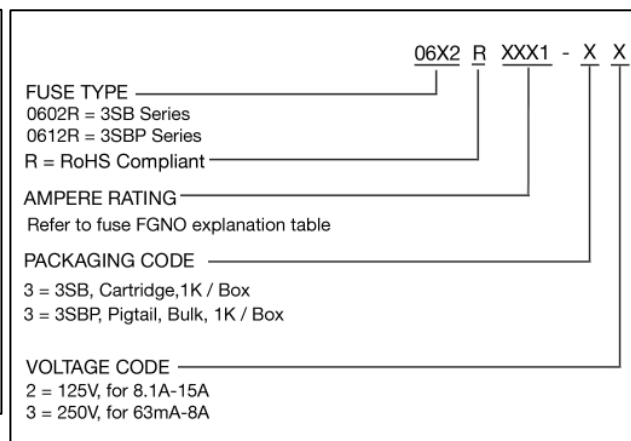 06X2 R XXX1 - X X
FUSE TYPE
0602R = 3SB Series
0612R = 3SBP Series
R = RoHS Compliant
AMPERE RATING
Refer to fuse FGNO explanation table
PACKAGING CODE
3 = 3SB, Cartridge,1K / Box
3 = 3SBP, Pigtail, Bulk, 1K / Box
VOLTAGE CODE
2 = 125V, for 8.1A-15A
3 = 250V, for 63mA-8A